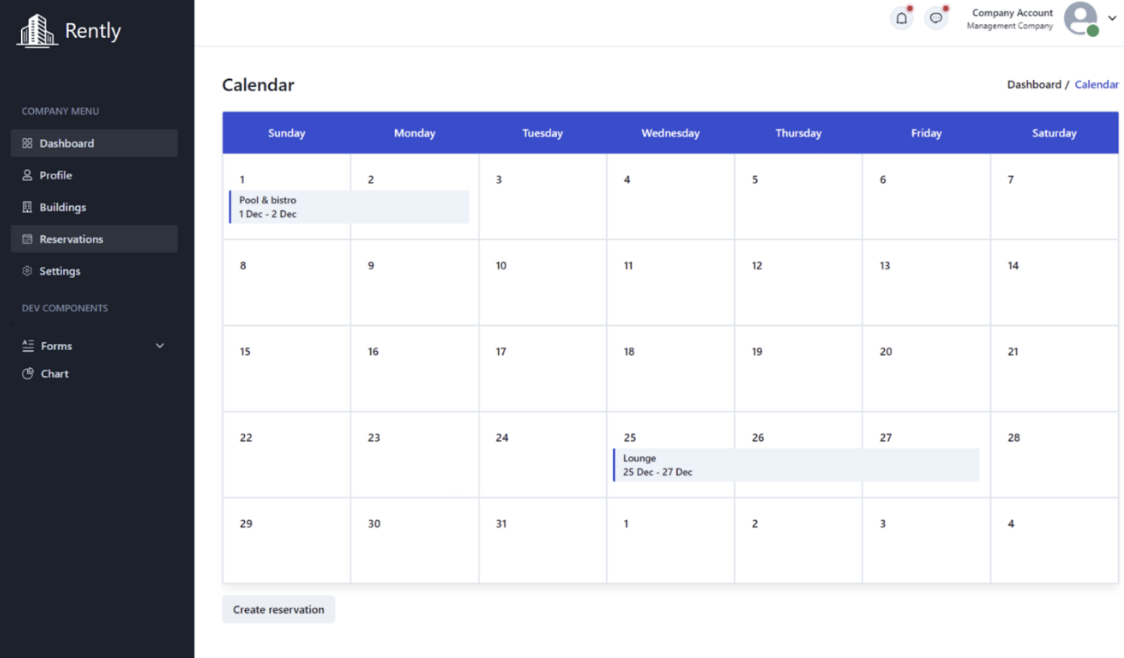 Rently
Company Account
Management Company
COMPANY MENU
Dashboard
Profile
Buildings
Reservations
Settings
DEV COMPONENTS
Forms
Chart
Calendar
Dashboard / Calendar
Sunday Monday Tuesday Wednesday Thursday Friday Saturday
1 2 3 4 5 6 7
Pool & bistro
1 Dec - 2 Dec
8 9 10 11 12 13 14
15 16 17 18 19 20 21
22 23 24 25 26 27 28
Lounge
25 Dec - 27 Dec
29 30 31 1 2 3 4
Create reservation